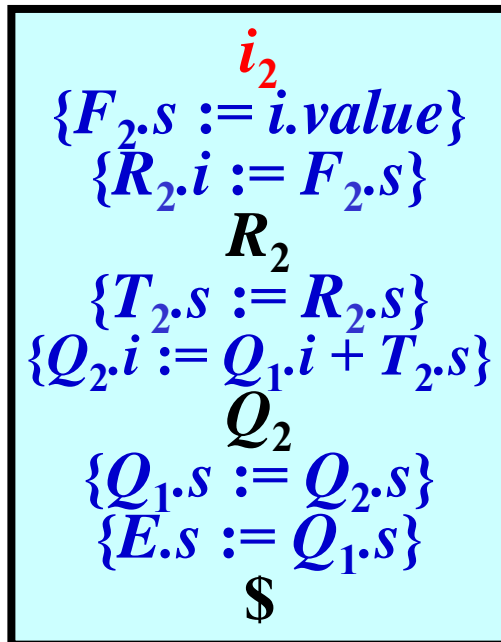 i₂
{F₂.s := i.value}
{R₂.i := F₂.s}
R₂
{T₂.s := R₂.s}
{Q₂.i := Q₁.i + T₂.s}
Q₂
{Q₁.s := Q₂.s}
{E.s := Q₁.s}
$